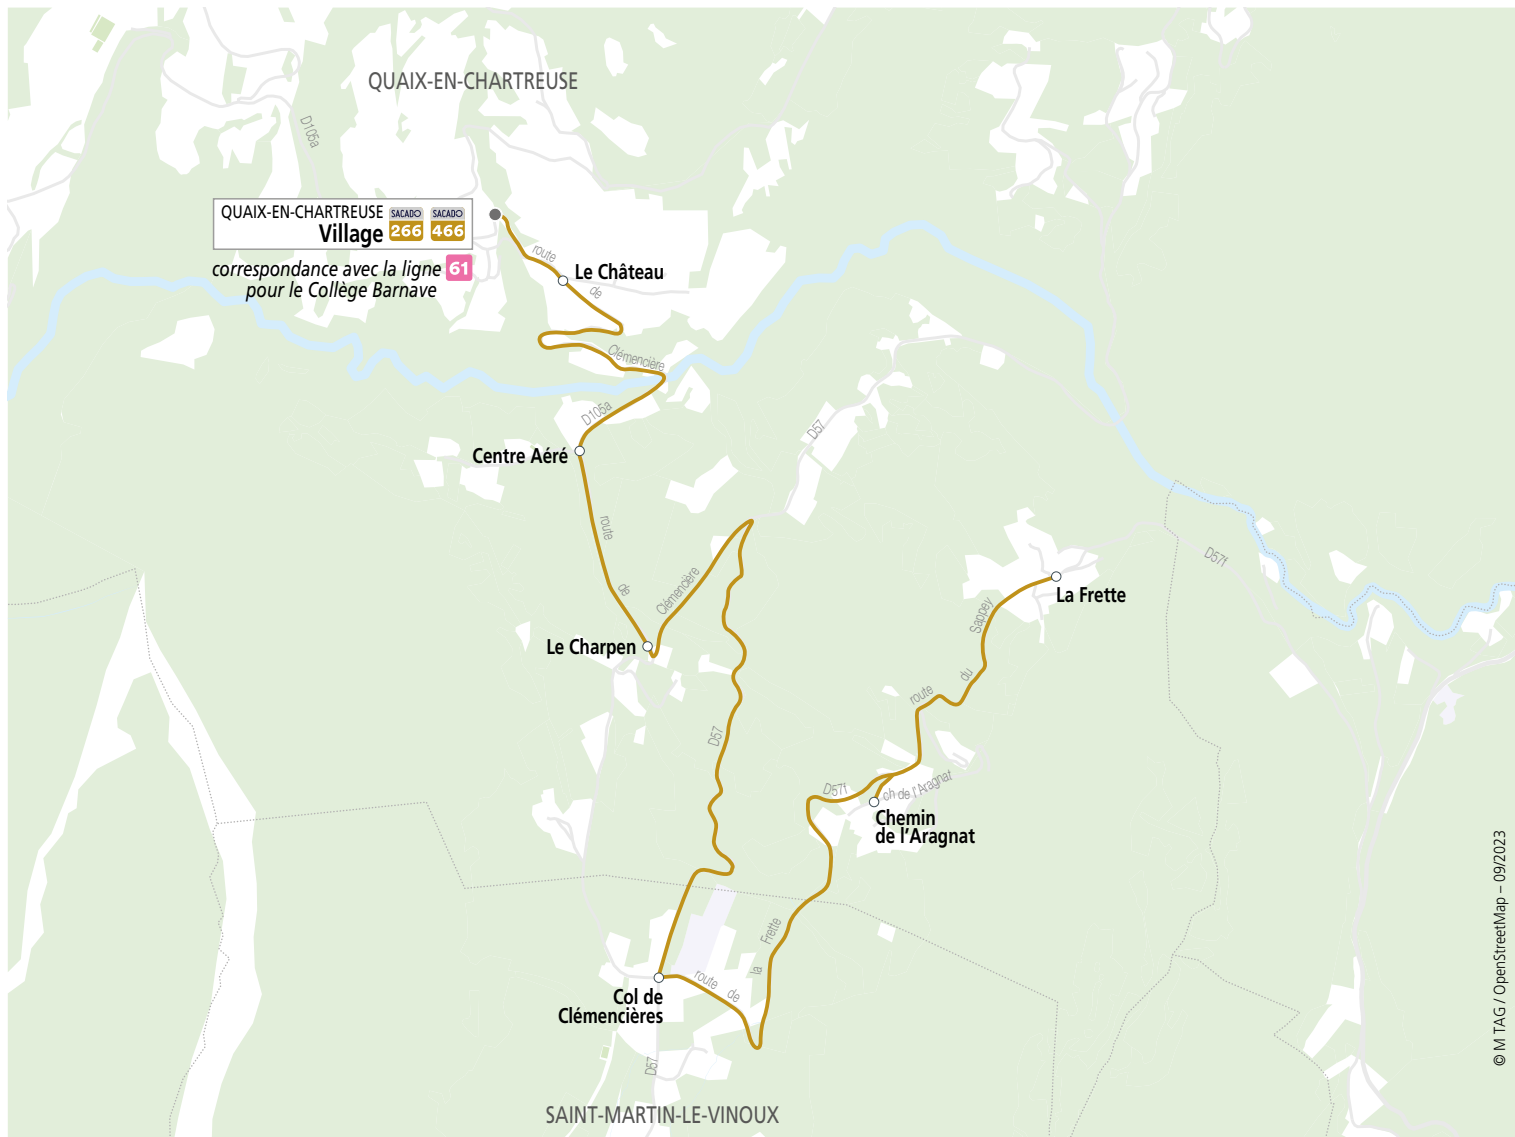 QUAIX-EN-CHARTREUSE
D105a
QUAIX-EN-CHARTREUSE SACADO SACADO
Village 266 466
correspondance avec la ligne 61
pour le Collège Barnave
route
de
Le Château
Clémencière
D105a
D57
Centre Aéré
route
de
Clémencière
D57f
La Frette
Sappey
du
route
Le Charpen
D57
D57f
ch de l'Aragnat
Chemin
de l'Aragnat
Frette
la
route de
Col de
Clémencières
D57
SAINT-MARTIN-LE-VINOUX
© M TAG / OpenStreetMap – 09/2023